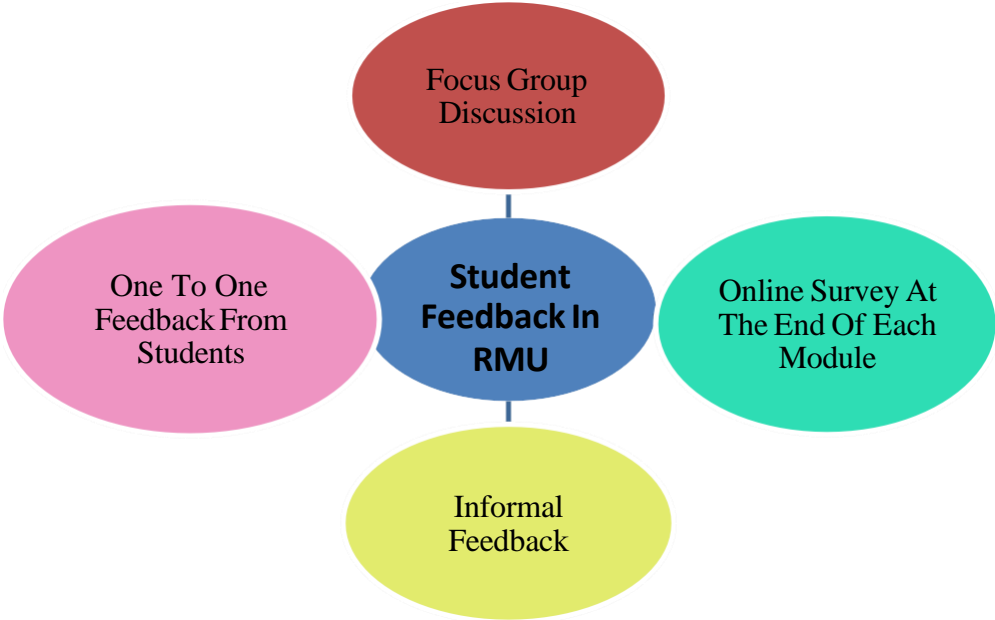 Focus Group
Discussion
One To One
Feedback From
Students
Student
Feedback In
RMU
Online Survey At
The End Of Each
Module
Informal
Feedback